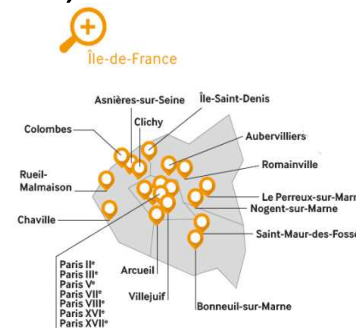 Île-de-France
Asnières-sur-Seine
Île-Saint-Denis
Clichy
Colombes
Aubervilliers
Romainville
Rueil-
Malmaison
Le Perreux-sur-Mar
Nogent-sur-Marne
Chaville
Saint-Maur-des-Fossé
Paris IIᵉ
Paris IIIᵉ
Paris Vᵉ
Paris VIIᵉ
Paris VIIIᵉ
Paris XVIᵉ
Paris XVIIᵉ
Arcueil
Villejuif
Bonneuil-sur-Marne